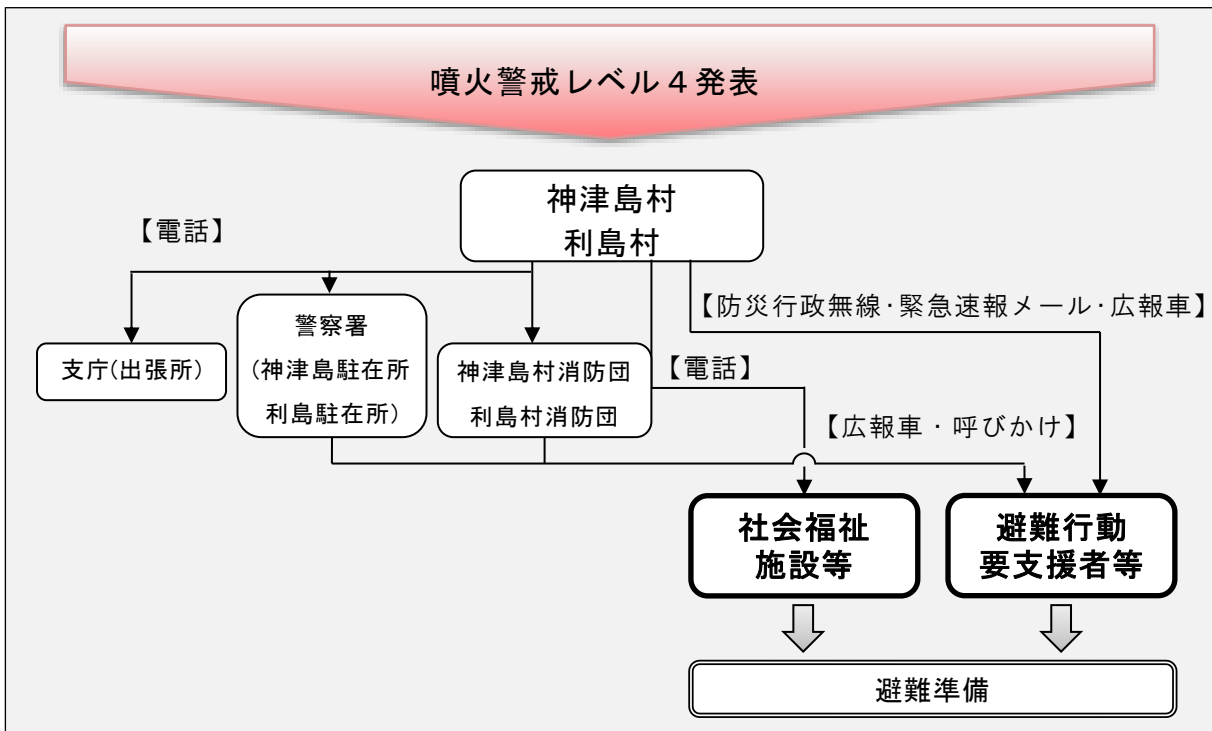 噴火警戒レベル４発表
神津島村
利島村
【電話】
【防災行政無線・緊急速報メール・広報車】
支庁(出張所)
警察署
(神津島駐在所
利島駐在所)
神津島村消防団
利島村消防団
【電話】
【広報車・呼びかけ】
社会福祉
施設等
避難行動
要支援者等
避難準備